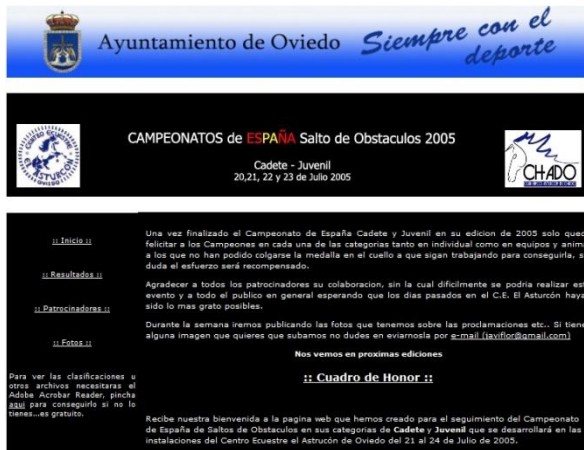 Ayuntamiento de Oviedo
Siempre con el
deporte
CENTRO ECUESTRE
EL ASTURCÓN
OVIEDO
CAMPEONATOS de ESPAÑA Salto de Obstaculos 2005
Cadete - Juvenil
20,21, 22 y 23 de Julio 2005
CHADO
:: Inicio ::
:: Resultados ::
:: Patrocinadores ::
:: Fotos ::
Para ver las clasificaciones u
otros archivos necesitaras el
Adobe Acrobar Reader, pincha
aqui para conseguirlo si no lo
tienes...es gratuito.
Una vez finalizado el Campeonato de España Cadete y Juvenil en su edicion de 2005 solo qued
felicitar a los Campeones en cada una de las categorias tanto en individual como en equipos y anima
a los que no han podido colgarse la medalla en el cuello a que sigan trabajando para conseguirla, s
duda el esfuerzo será recompensado.
Agradecer a todos los patrocinadores su colaboracion, sin la cual dificilmente se podria realizar est
evento y a todo el publico en general esperando que los dias pasados en el C.E. El Asturcón haya
sido lo mas grato posibles.
Durante la semana iremos publicando las fotos que tenemos sobre las proclamaciones etc.. Si tiene
alguna imagen que quieres que subamos no dudes en eviarnosla por e-mail (javiflor@gmail.com)
Nos vemos en proximas ediciones
:: Cuadro de Honor ::
Recibe nuestra bienvenida a la pagina web que hemos creado para el seguimiento del Campeonato
de España de Saltos de Obstaculos en sus categorias de Cadete y Juvenil que se desarrollará en las
instalaciones del Centro Ecuestre el Astrucón de Oviedo del 21 al 24 de Julio de 2005.